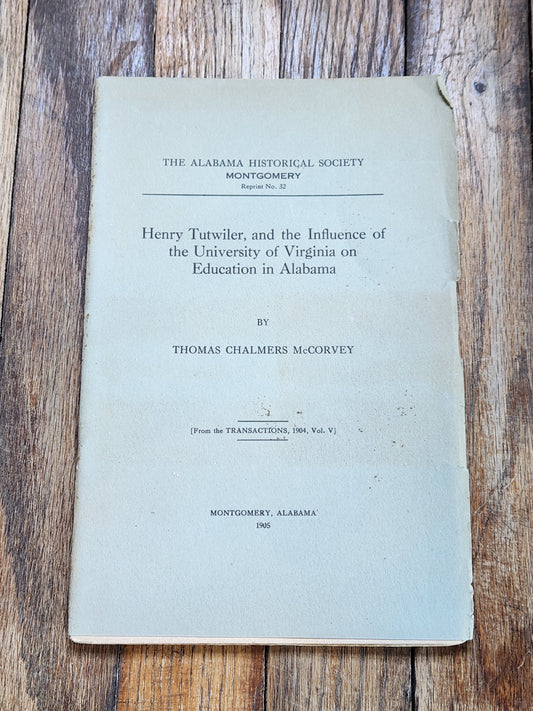 THE ALABAMA HISTORICAL SOCIETY
MONTGOMERY
Reprint No. 32
Henry Tutwiler, and the Influence of
the University of Virginia on
Education in Alabama
BY
THOMAS CHALMERS McCORVEY
[From the TRANSACTIONS, 1904, Vol. V]
MONTGOMERY, ALABAMA
1905